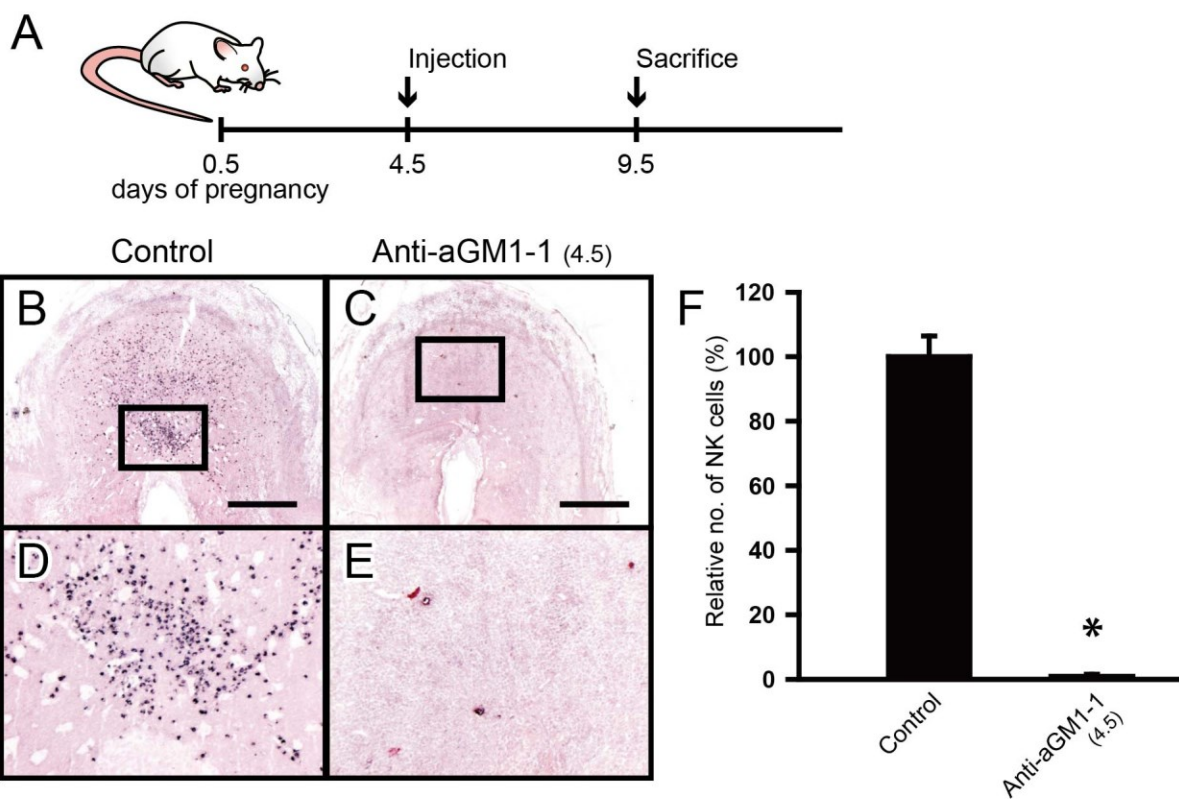 A
Injection
Sacrifice
0.5
4.5
9.5
days of pregnancy
Control
Anti-aGM1-1 (4.5)
B
C
D
E
F
Relative no. of NK cells (%)
120
100
80
60
40
20
0
*
Control
Anti-aGM1-1
(4.5)